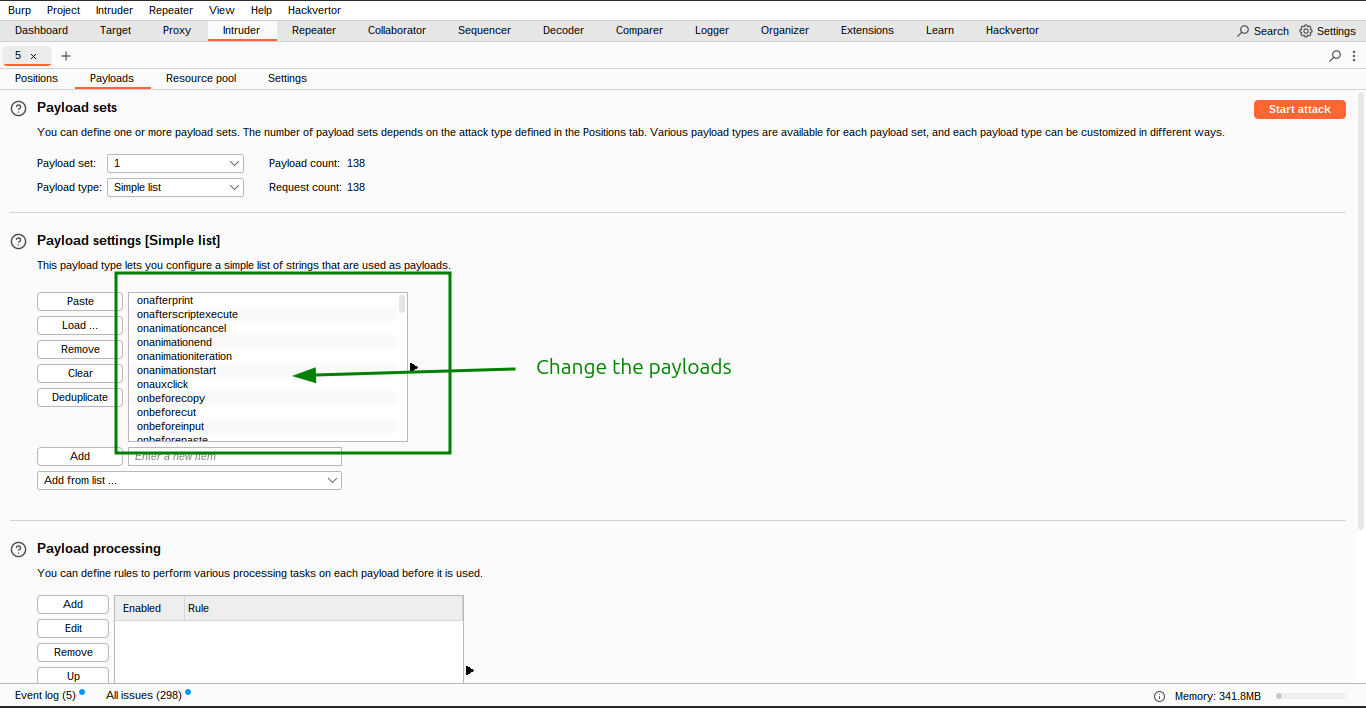 Burp Project Intruder Repeater View Help Hackvertor
Dashboard Target Proxy Intruder Repeater Collaborator Sequencer Decoder Comparer Logger Organizer Extensions Learn Hackvertor Search Settings
5 × +
Positions Payloads Resource pool Settings
? Payload sets Start attack
You can define one or more payload sets. The number of payload sets depends on the attack type defined in the Positions tab. Various payload types are available for each payload set, and each payload type can be customized in different ways.
Payload set: 1 Payload count: 138
Payload type: Simple list Request count: 138
? Payload settings [Simple list]
This payload type lets you configure a simple list of strings that are used as payloads.
Paste
Load ...
Remove
Clear
Deduplicate
onafterprint
onafterscriptexecute
onanimationcancel
onanimationend
onanimationiteration
onanimationstart
onauxclick
onbeforecopy
onbeforecut
onbeforeinput
onbeforepaste
Change the payloads
Add Enter a new item
Add from list ...
? Payload processing
You can define rules to perform various processing tasks on each payload before it is used.
Add
Edit
Remove
Up
Enabled Rule
Event log (5) All issues (298) Memory: 341.8MB